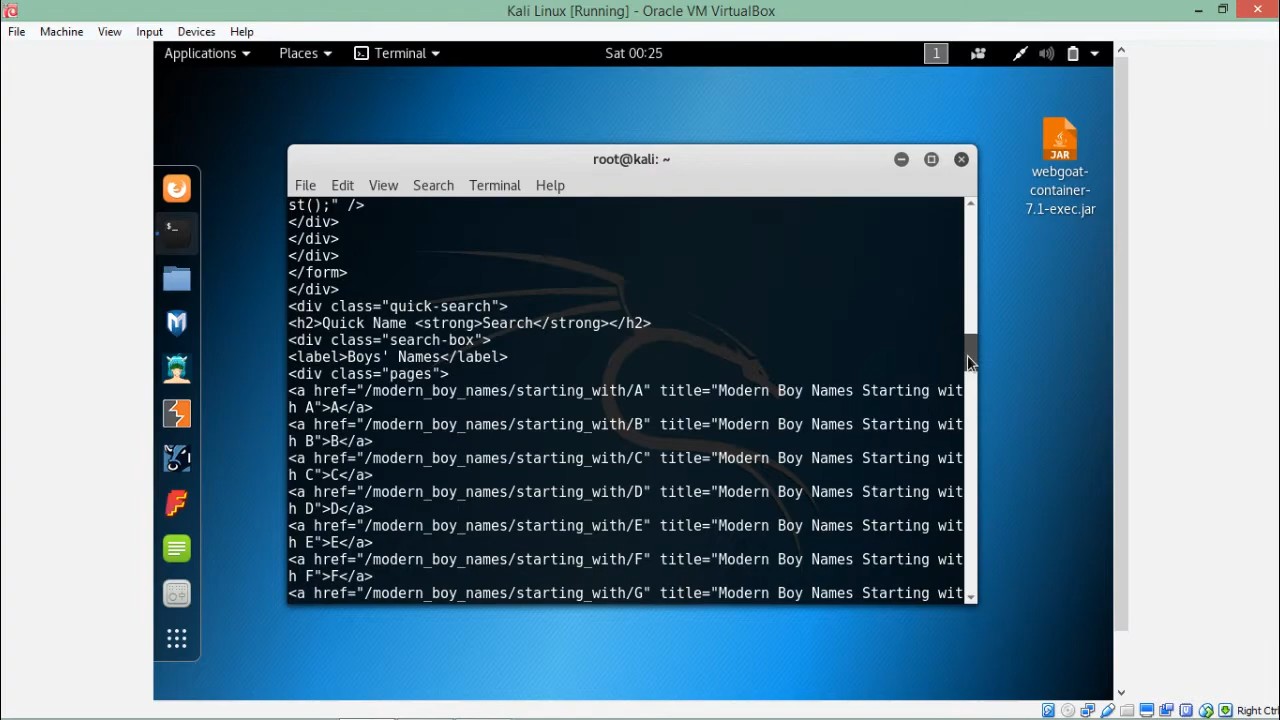 Kali Linux [Running] - Oracle VM VirtualBox
File Machine View Input Devices Help
Applications Places Terminal Sat 00:25 1
JAR
webgoat-
container-
7.1-exec.jar
root@kali: ~
File Edit View Search Terminal Help
st();" />
</div>
</div>
</div>
</form>
</div>
<div class="quick-search">
<h2>Quick Name <strong>Search</strong></h2>
<div class="search-box">
<label>Boys' Names</label>
<div class="pages">
<a href="/modern_boy_names/starting_with/A" title="Modern Boy Names Starting wit
h A">A</a>
<a href="/modern_boy_names/starting_with/B" title="Modern Boy Names Starting wit
h B">B</a>
<a href="/modern_boy_names/starting_with/C" title="Modern Boy Names Starting wit
h C">C</a>
<a href="/modern_boy_names/starting_with/D" title="Modern Boy Names Starting wit
h D">D</a>
<a href="/modern_boy_names/starting_with/E" title="Modern Boy Names Starting wit
h E">E</a>
<a href="/modern_boy_names/starting_with/F" title="Modern Boy Names Starting wit
h F">F</a>
<a href="/modern_boy_names/starting_with/G" title="Modern Boy Names Starting wit
Right Ctrl